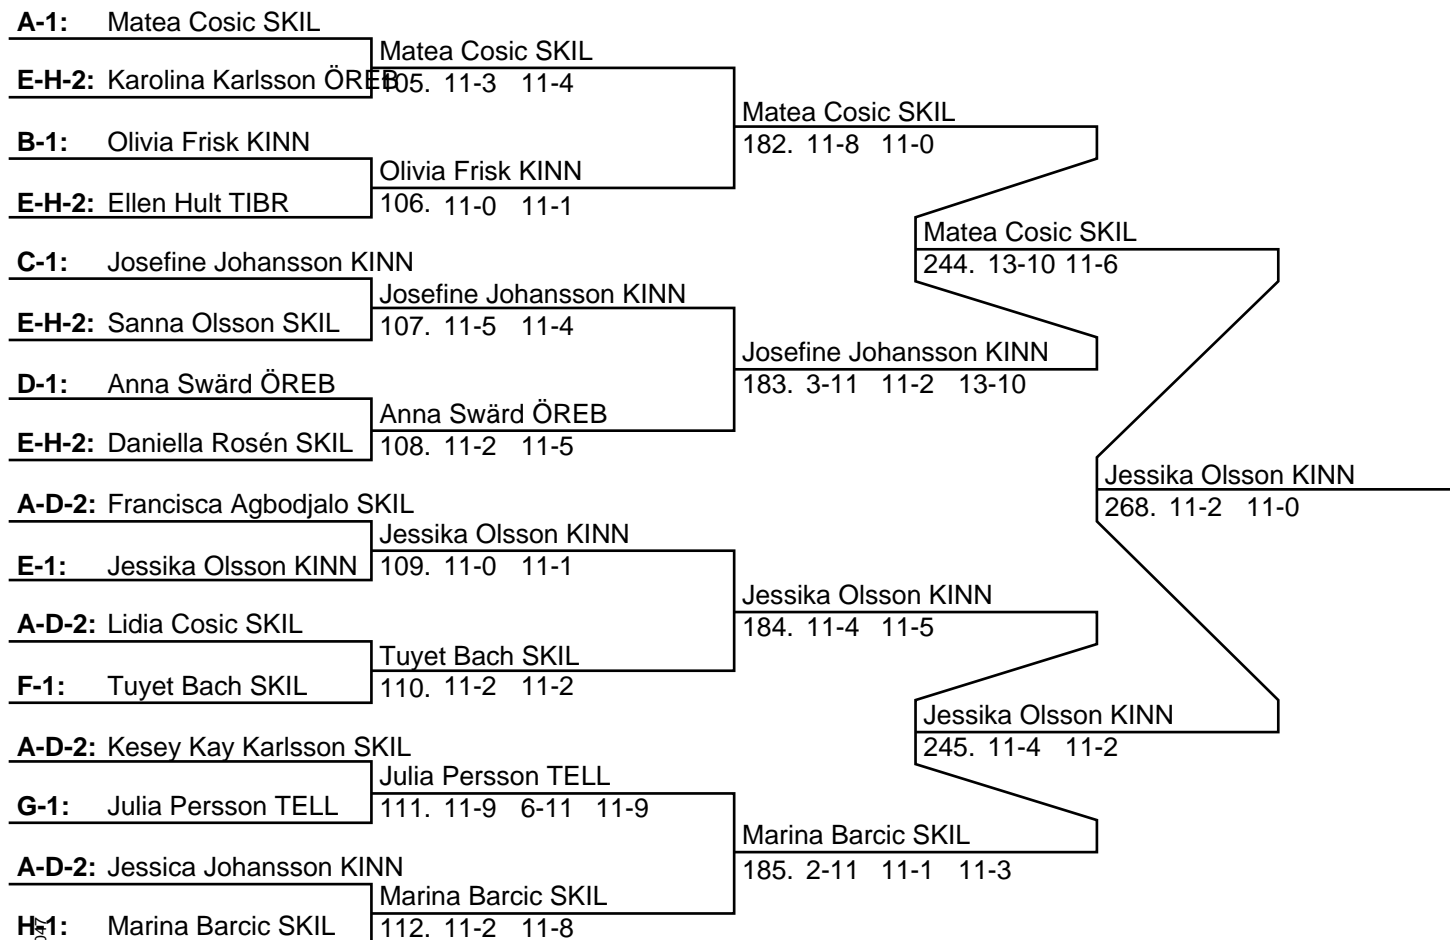 A-1: Matea Cosic SKIL
Matea Cosic SKIL
E-H-2: Karolina Karlsson ÖREB
105. 11-3 11-4
Matea Cosic SKIL
182. 11-8 11-0
B-1: Olivia Frisk KINN
Olivia Frisk KINN
E-H-2: Ellen Hult TIBR
106. 11-0 11-1
Matea Cosic SKIL
244. 13-10 11-6
C-1: Josefine Johansson KINN
Josefine Johansson KINN
E-H-2: Sanna Olsson SKIL
107. 11-5 11-4
Josefine Johansson KINN
183. 3-11 11-2 13-10
D-1: Anna Swärd ÖREB
Anna Swärd ÖREB
E-H-2: Daniella Rosén SKIL
108. 11-2 11-5
Jessika Olsson KINN
268. 11-2 11-0
A-D-2: Francisca Agbodjalo SKIL
Jessika Olsson KINN
E-1: Jessika Olsson KINN
109. 11-0 11-1
Jessika Olsson KINN
184. 11-4 11-5
A-D-2: Lidia Cosic SKIL
Tuyet Bach SKIL
F-1: Tuyet Bach SKIL
110. 11-2 11-2
Jessika Olsson KINN
245. 11-4 11-2
A-D-2: Kesey Kay Karlsson SKIL
Julia Persson TELL
G-1: Julia Persson TELL
111. 11-9 6-11 11-9
Marina Barcic SKIL
185. 2-11 11-1 11-3
A-D-2: Jessica Johansson KINN
Marina Barcic SKIL
H-1: Marina Barcic SKIL
112. 11-2 11-8